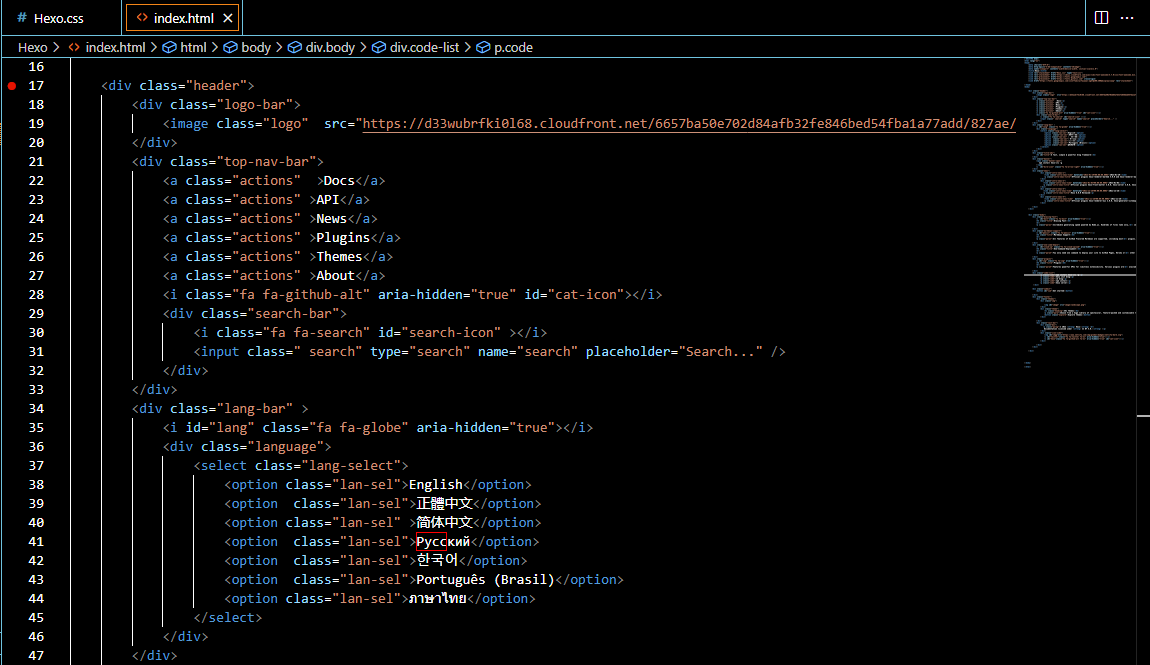 # Hexo.css <> index.html ×
Hexo > <> index.html > html > body > div.body > div.code-list > p.code
16
17 <div class="header">
18 <div class="logo-bar">
19 <image class="logo"  src="https://d33wubrfki0l68.cloudfront.net/6657ba50e702d84afb32fe846bed54fba1a77add/827ae/
20 </div>
21 <div class="top-nav-bar">
22 <a class="actions"  >Docs</a>
23 <a class="actions" >API</a>
24 <a class="actions" >News</a>
25 <a class="actions" >Plugins</a>
26 <a class="actions" >Themes</a>
27 <a class="actions" >About</a>
28 <i class="fa fa-github-alt" aria-hidden="true" id="cat-icon"></i>
29 <div class="search-bar">
30 <i class="fa fa-search" id="search-icon" ></i>
31 <input class=" search" type="search" name="search" placeholder="Search..." />
32 </div>
33 </div>
34 <div class="lang-bar" >
35 <i id="lang" class="fa fa-globe" aria-hidden="true"></i>
36 <div class="language">
37 <select class="lang-select">
38 <option class="lan-sel">English</option>
39 <option  class="lan-sel">正體中文</option>
40 <option class="lan-sel" >简体中文</option>
41 <option  class="lan-sel">Русский</option>
42 <option  class="lan-sel">한국어</option>
43 <option  class="lan-sel">Português (Brasil)</option>
44 <option class="lan-sel">ภาษาไทย</option>
45 </select>
46 </div>
47 </div>